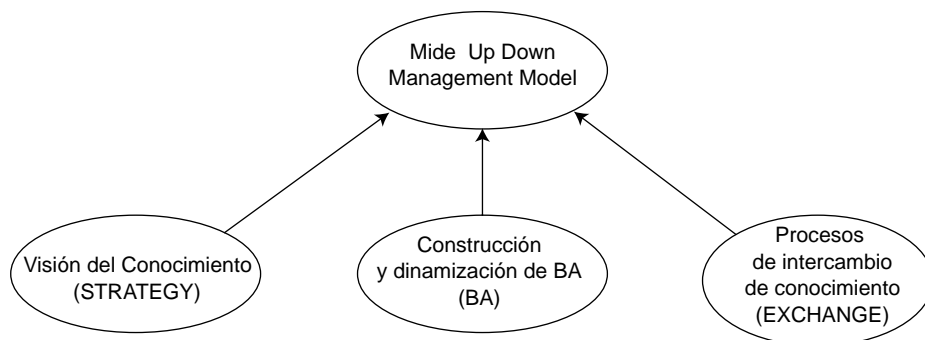 Mide Up Down
Management Model
Visión del Conocimiento
(STRATEGY)
Construcción
y dinamización de BA
(BA)
Procesos
de intercambio
de conocimiento
(EXCHANGE)